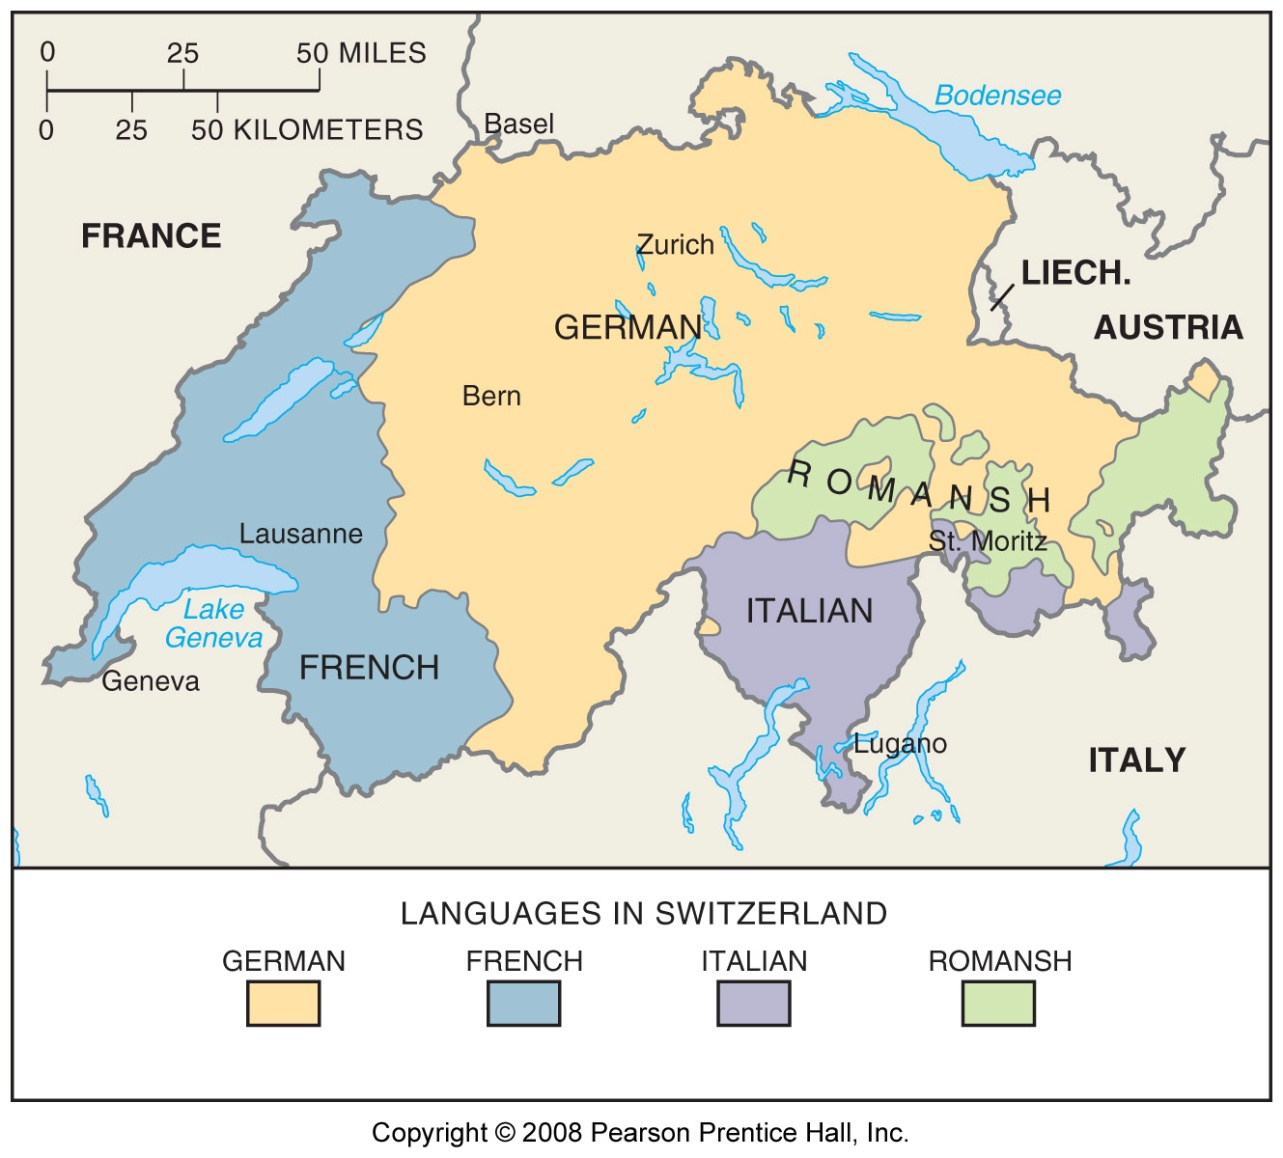 0 25 50 MILES
0 25 50 KILOMETERS
Basel
Bodensee
FRANCE
Zurich
LIECH.
GERMAN
AUSTRIA
Bern
ROMANSH
Lausanne
St. Moritz
Lake
Geneva
ITALIAN
FRENCH
Geneva
Lugano
ITALY
LANGUAGES IN SWITZERLAND
GERMAN FRENCH ITALIAN ROMANSH
Copyright © 2008 Pearson Prentice Hall, Inc.